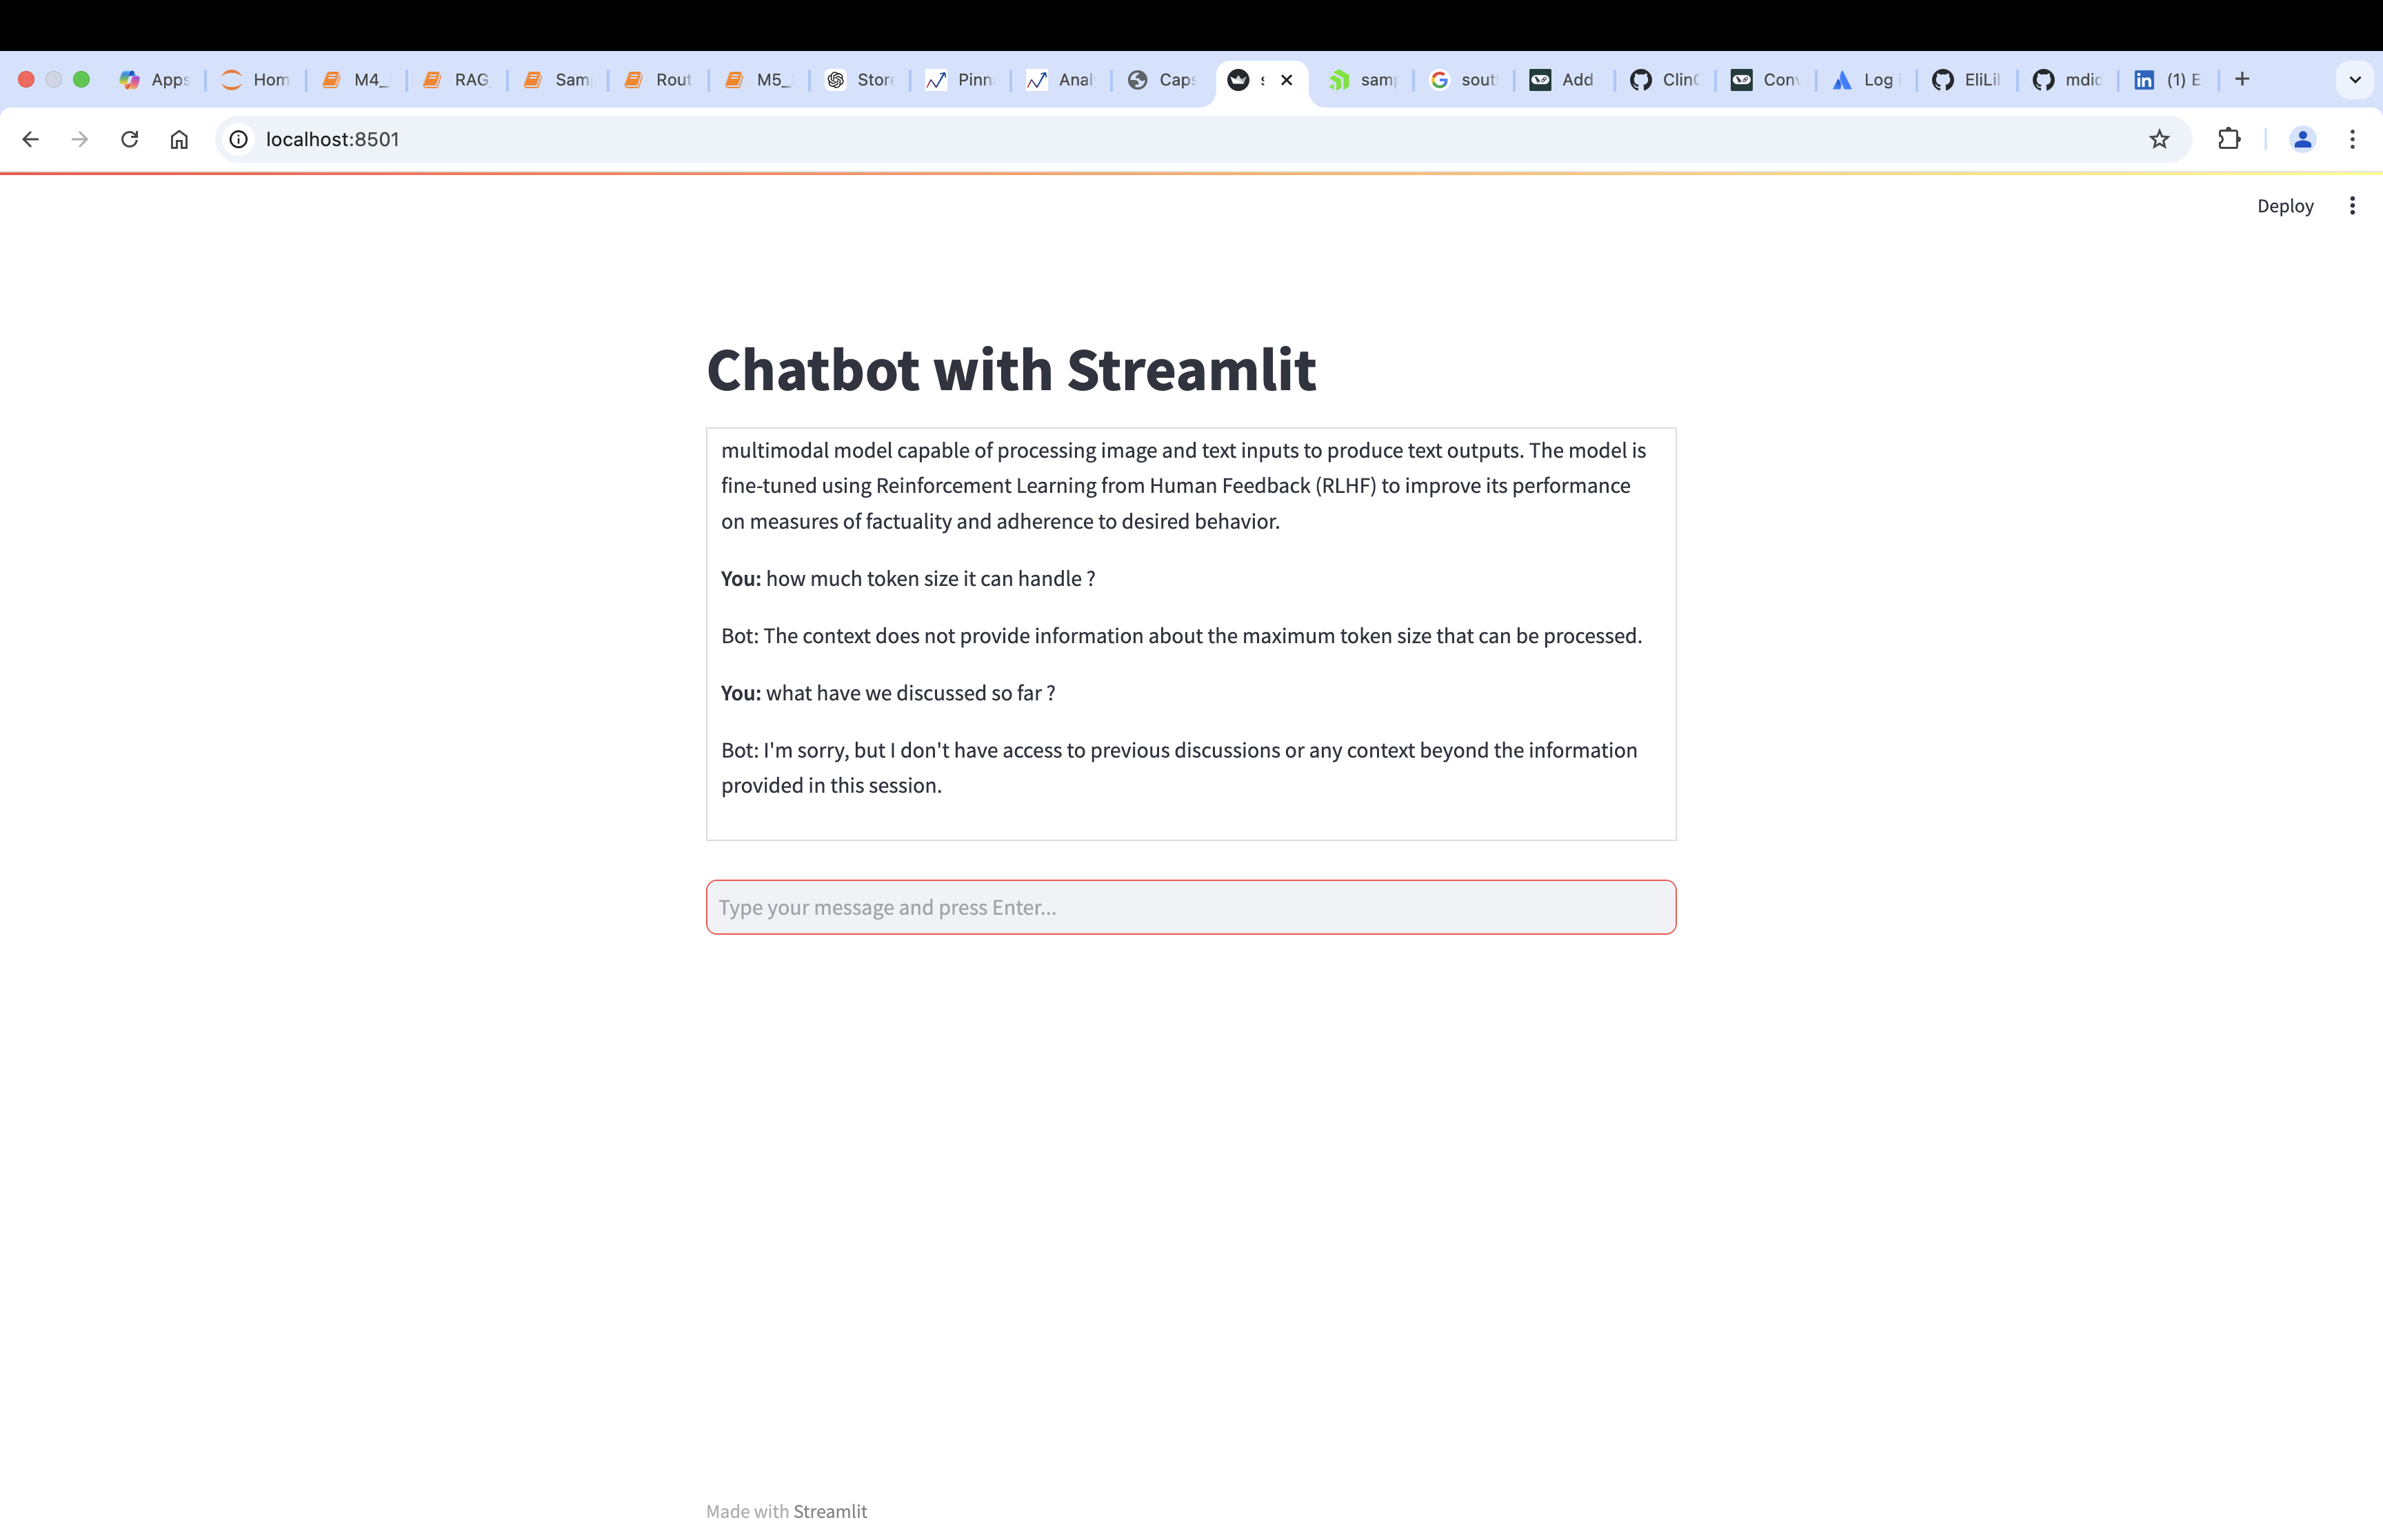 Apps
Hom
M4_
RAG_
Sam
Rout
M5_
Store
Pinn
Anal
Caps
s
samp
sout
Add
ClinC
Conv
Log i
EliLil
mdic
(1) E
localhost:8501
Deploy
Chatbot with Streamlit
multimodal model capable of processing image and text inputs to produce text outputs. The model is
fine-tuned using Reinforcement Learning from Human Feedback (RLHF) to improve its performance
on measures of factuality and adherence to desired behavior.
You: how much token size it can handle ?
Bot: The context does not provide information about the maximum token size that can be processed.
You: what have we discussed so far ?
Bot: I'm sorry, but I don't have access to previous discussions or any context beyond the information
provided in this session.
Type your message and press Enter...
Made with Streamlit